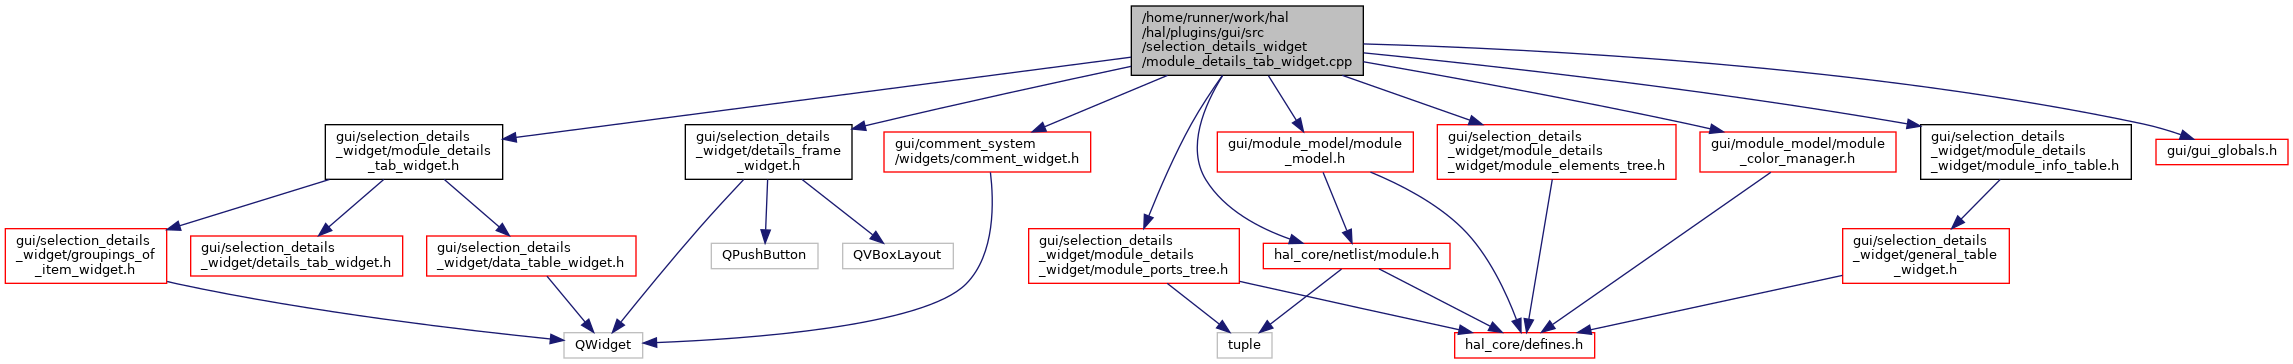 /home/runner/work/hal
/hal/plugins/gui/src
/selection_details_widget
/module_details_tab_widget.cpp
gui/selection_details
_widget/module_details
_tab_widget.h
gui/selection_details
_widget/details_frame
_widget.h
gui/comment_system
/widgets/comment_widget.h
gui/module_model/module
_model.h
gui/selection_details
_widget/module_details
_widget/module_elements_tree.h
gui/module_model/module
_color_manager.h
gui/selection_details
_widget/module_details
_widget/module_info_table.h
gui/gui_globals.h
gui/selection_details
_widget/groupings_of
_item_widget.h
gui/selection_details
_widget/details_tab_widget.h
gui/selection_details
_widget/data_table_widget.h
QPushButton
QVBoxLayout
gui/selection_details
_widget/module_details
_widget/module_ports_tree.h
hal_core/netlist/module.h
gui/selection_details
_widget/general_table
_widget.h
QWidget
tuple
hal_core/defines.h